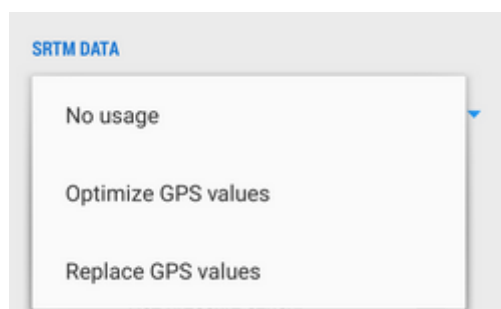 SRTM DATA
No usage
Optimize GPS values
Replace GPS values